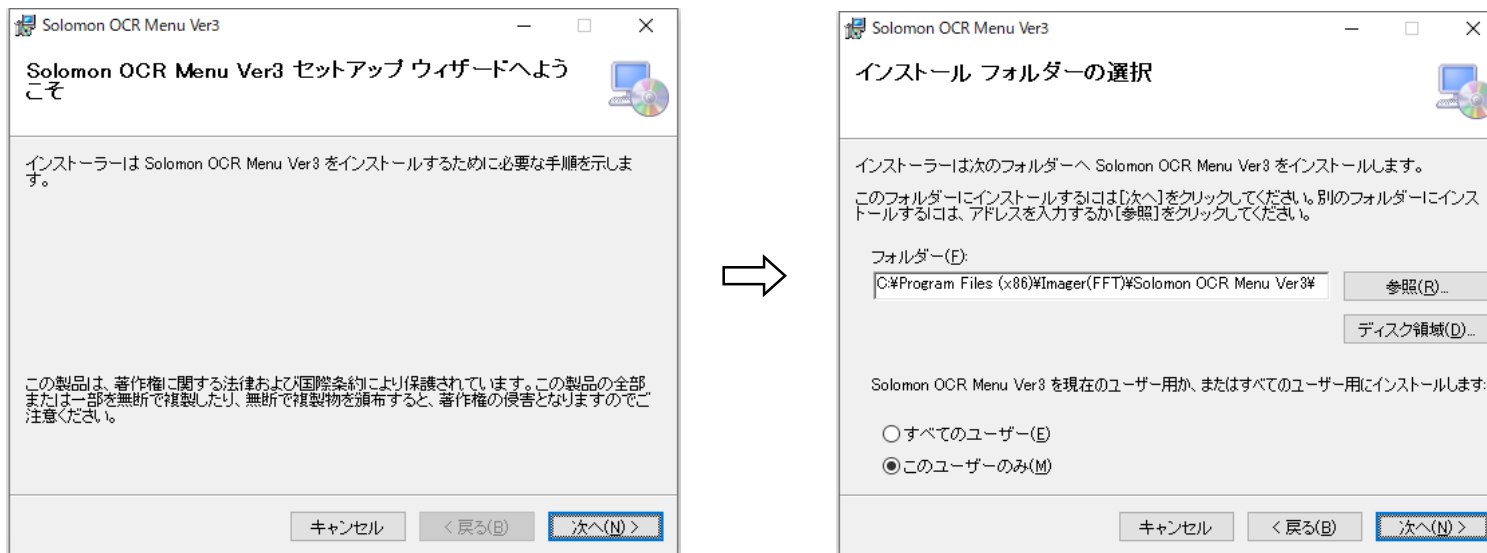 Solomon OCR Menu Ver3
Solomon OCR Menu Ver3 セットアップ ウィザードへよう
こそ
インストーラーは Solomon OCR Menu Ver3 をインストールするために必要な手順を示しま
す。
この製品は、著作権に関する法律および国際条約により保護されています。この製品の全部
または一部を無断で複製したり、無断で複製物を頒布すると、著作権の侵害となりますのでご
注意ください。
キャンセル
< 戻る(B)
次へ(N) >
Solomon OCR Menu Ver3
インストール フォルダーの選択
インストーラーは次のフォルダーへ Solomon OCR Menu Ver3 をインストールします。
このフォルダーにインストールするには[次へ]をクリックしてください。別のフォルダーにインス
トールするには、アドレスを入力するか[参照]をクリックしてください。
フォルダー(F):
C:¥Program Files (x86)¥Imager(FFT)¥Solomon OCR Menu Ver3¥
参照(R)...
ディスク領域(D)...
Solomon OCR Menu Ver3 を現在のユーザー用か、またはすべてのユーザー用にインストールします:
すべてのユーザー(E)
このユーザーのみ(M)
キャンセル
< 戻る(B)
次へ(N) >